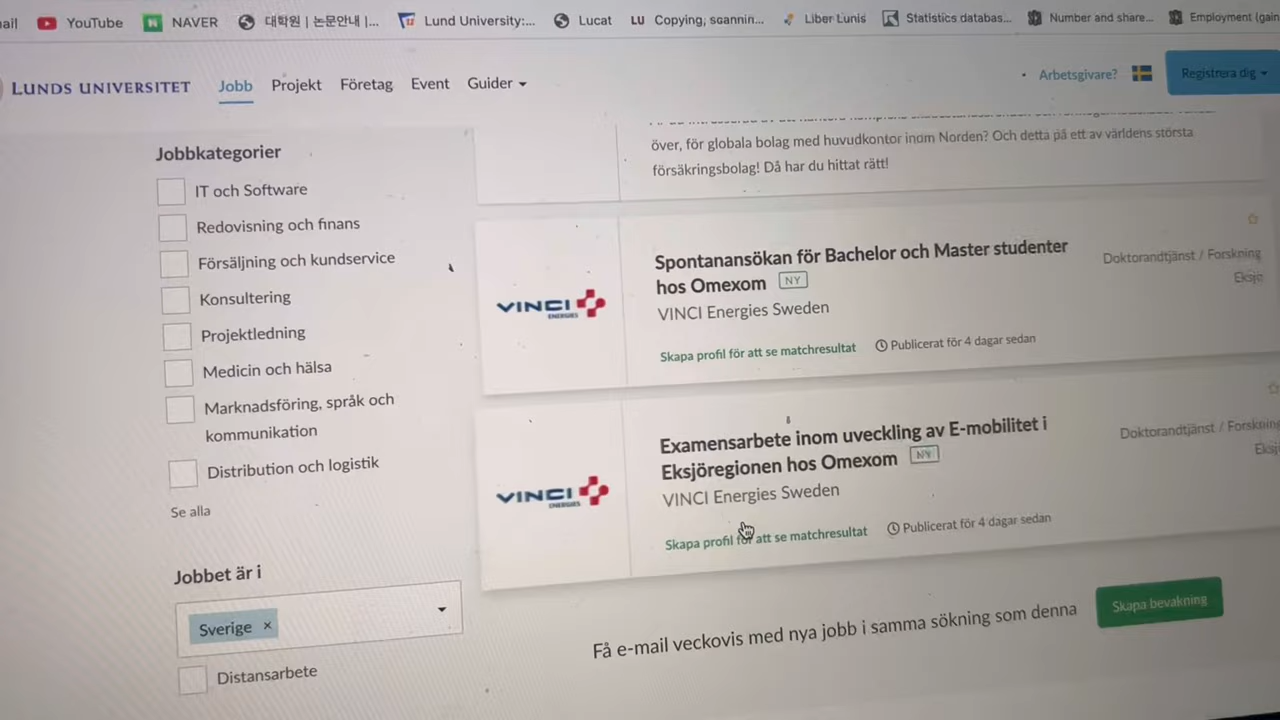 ail YouTube NAVER 대학원 | 논문안내 |... Lund University:... Lucat LU Copying, scannin... Liber Lunis Statistics databas... Number and share... Employment (gain
LUNDS UNIVERSITET Jobb Projekt Företag Event Guider Arbetsgivare? Registrera dig
Jobbkategorier
IT och Software
Redovisning och finans
Försäljning och kundservice
Konsultering
Projektledning
Medicin och hälsa
Marknadsföring, språk och
kommunikation
Distribution och logistik
Se alla
Jobbet är i
Sverige ×
Distansarbete
över, för globala bolag med huvudkontor inom Norden? Och detta på ett av världens största
försäkringsbolag! Då har du hittat rätt!
VINCI
ENERGIES
Spontanansökan för Bachelor och Master studenter
hos Omexom NY
VINCI Energies Sweden
Skapa profil för att se matchresultat Publicerat för 4 dagar sedan
Doktorandtjänst / Forskning
Eksjö
VINCI
ENERGIES
Examensarbete inom uveckling av E-mobilitet i
Eksjöregionen hos Omexom NY
VINCI Energies Sweden
Skapa profil för att se matchresultat Publicerat för 4 dagar sedan
Doktorandtjänst / Forskning
Eksjö
Få e-mail veckovis med nya jobb i samma sökning som denna Skapa bevakning